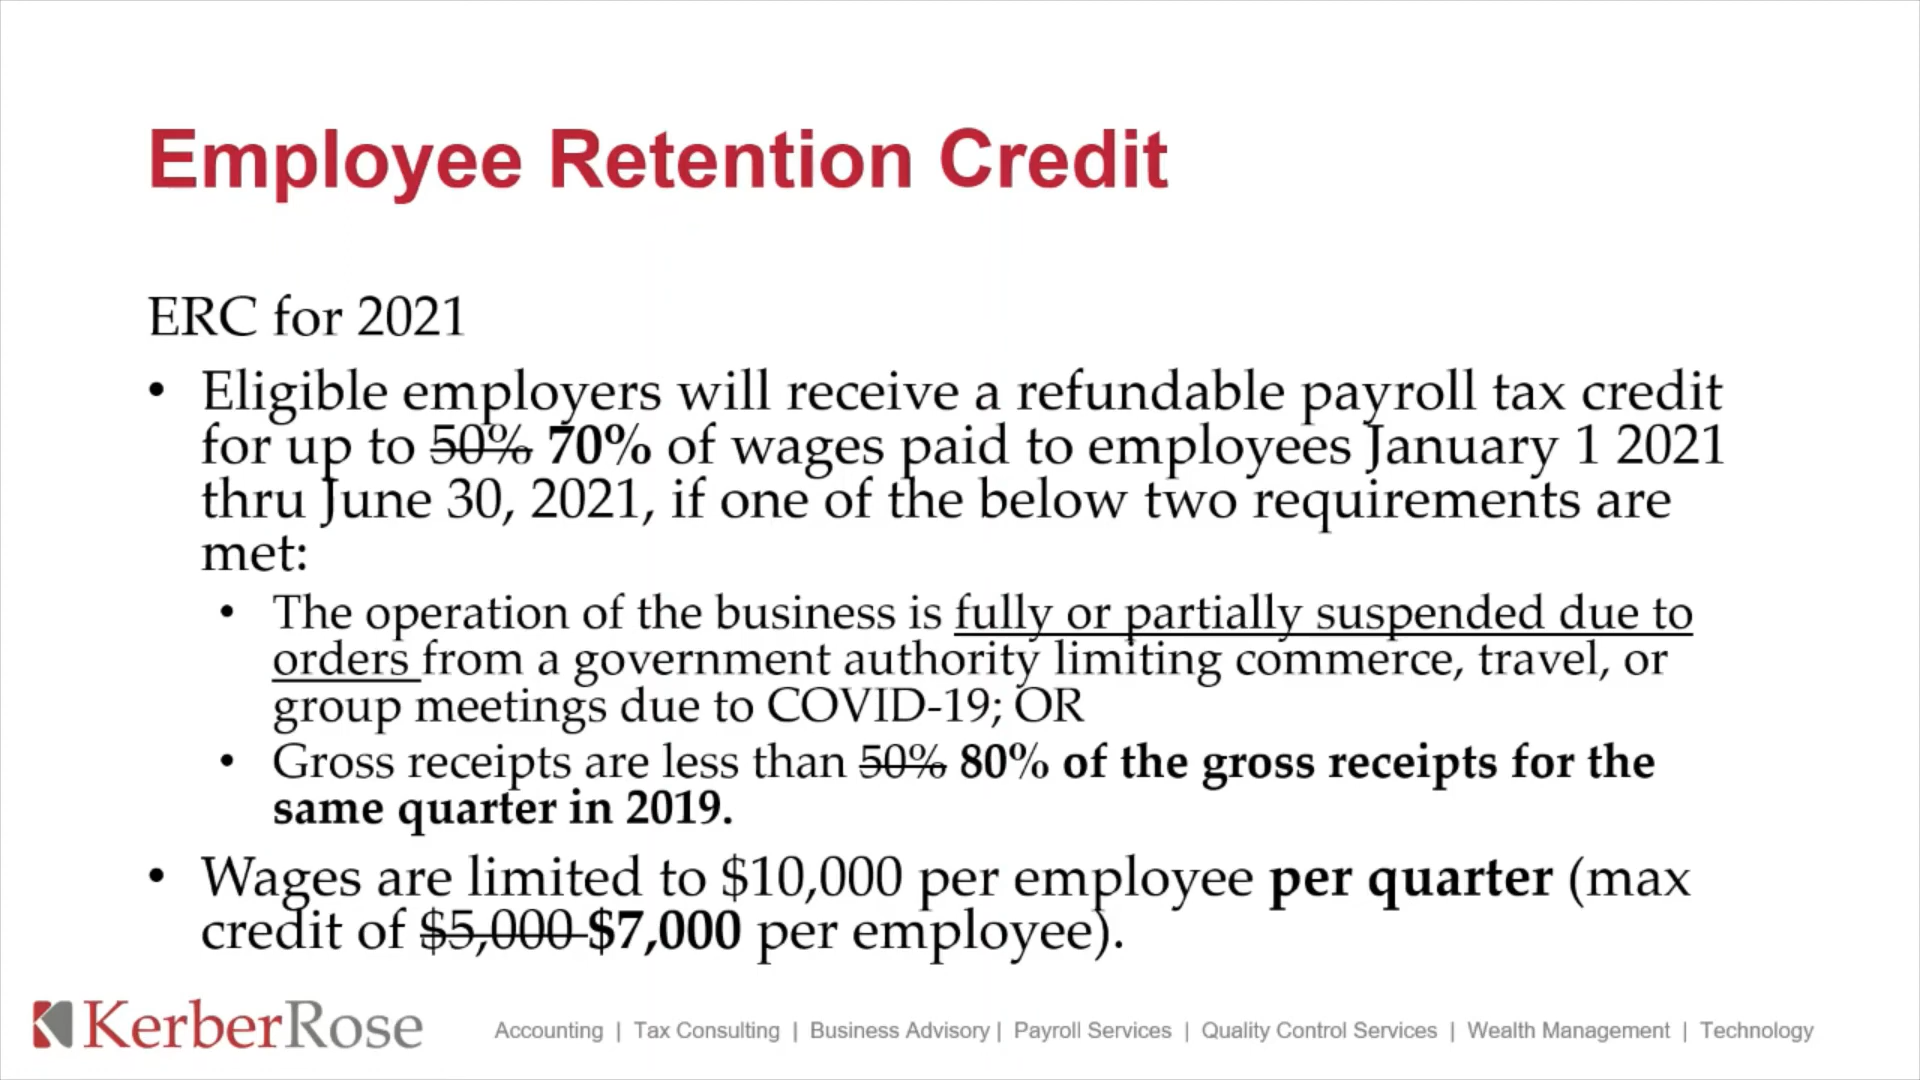 Employee Retention Credit
ERC for 2021
• Eligible employers will receive a refundable payroll tax credit
for up to 50% 70% of wages paid to employees January 1 2021
thru June 30, 2021, if one of the below two requirements are
met:
• The operation of the business is fully or partially suspended due to
orders from a government authority limiting commerce, travel, or
group meetings due to COVID-19; OR
• Gross receipts are less than 50% 80% of the gross receipts for the
same quarter in 2019.
• Wages are limited to $10,000 per employee per quarter (max
credit of $5,000 $7,000 per employee).
KerberRose
Accounting | Tax Consulting | Business Advisory | Payroll Services | Quality Control Services | Wealth Management | Technology